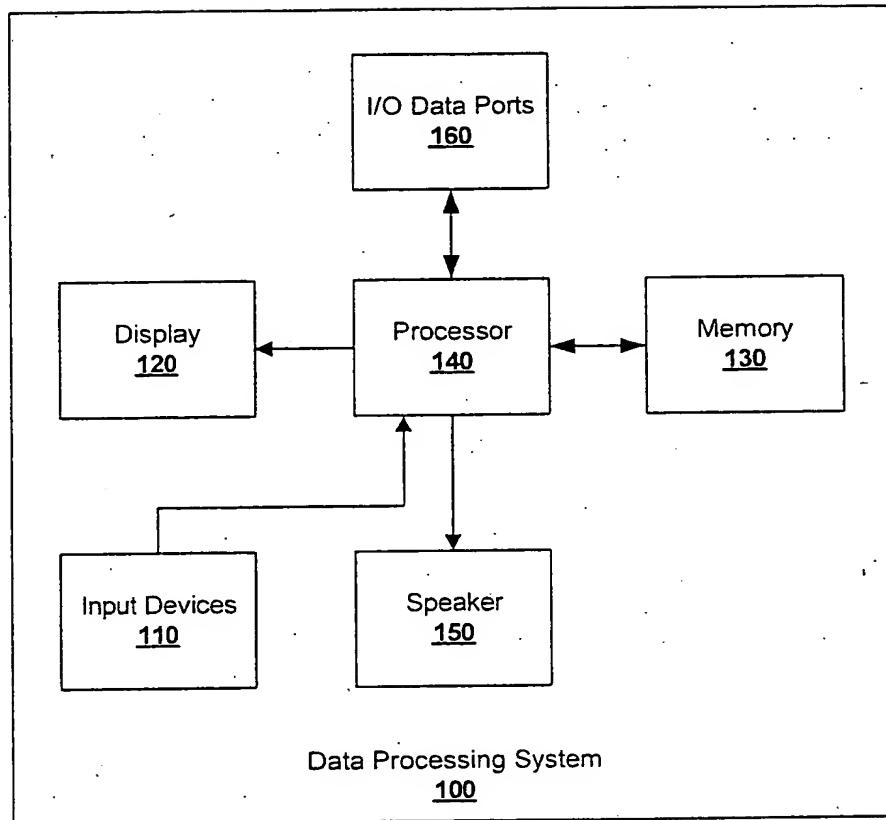 I/O Data Ports
160
Display
120
Processor
140
Memory
130
Input Devices
110
Speaker
150
Data Processing System
100